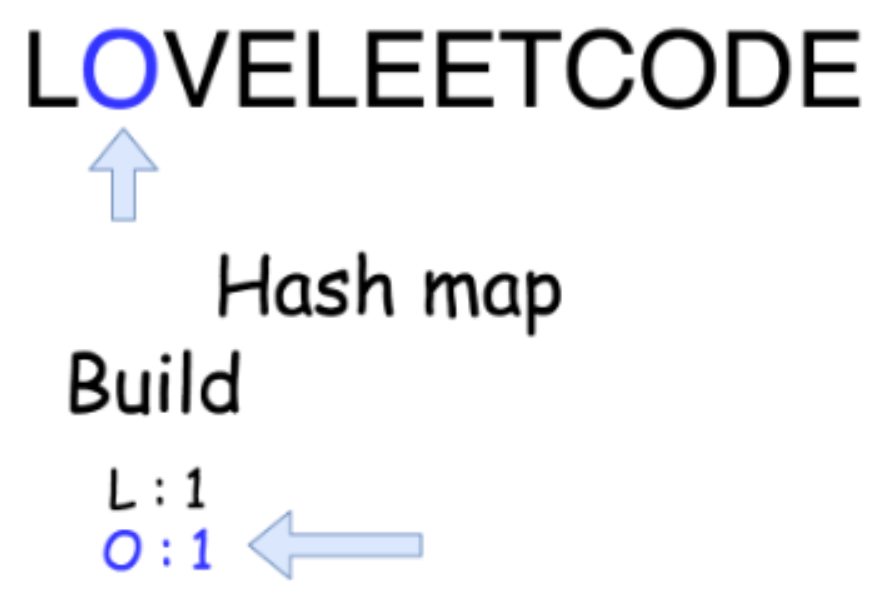 LOVELEETCODE
Hash map
Build
L : 1
O : 1